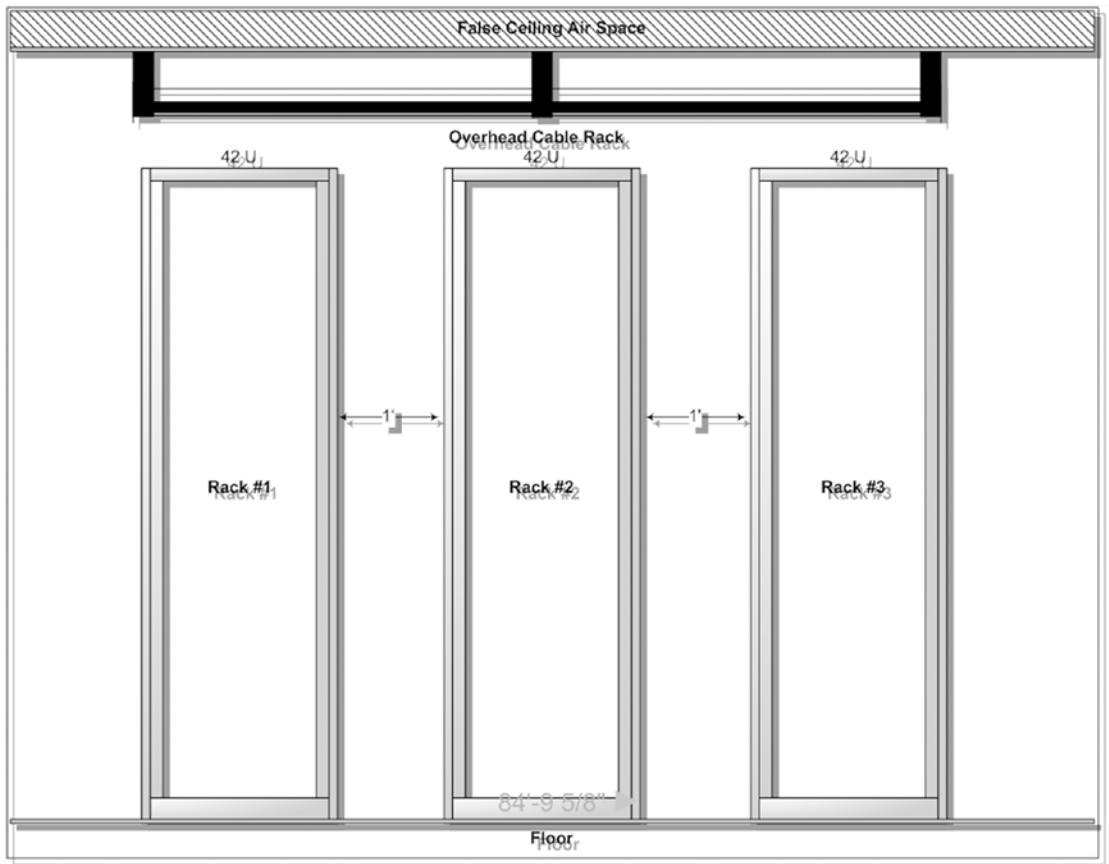 False Ceiling Air Space
Overhead Cable Rack
42 U
42 U
42 U
1'
1'
Rack #1
Rack #2
Rack #3
84'-9 5/8"
Floor